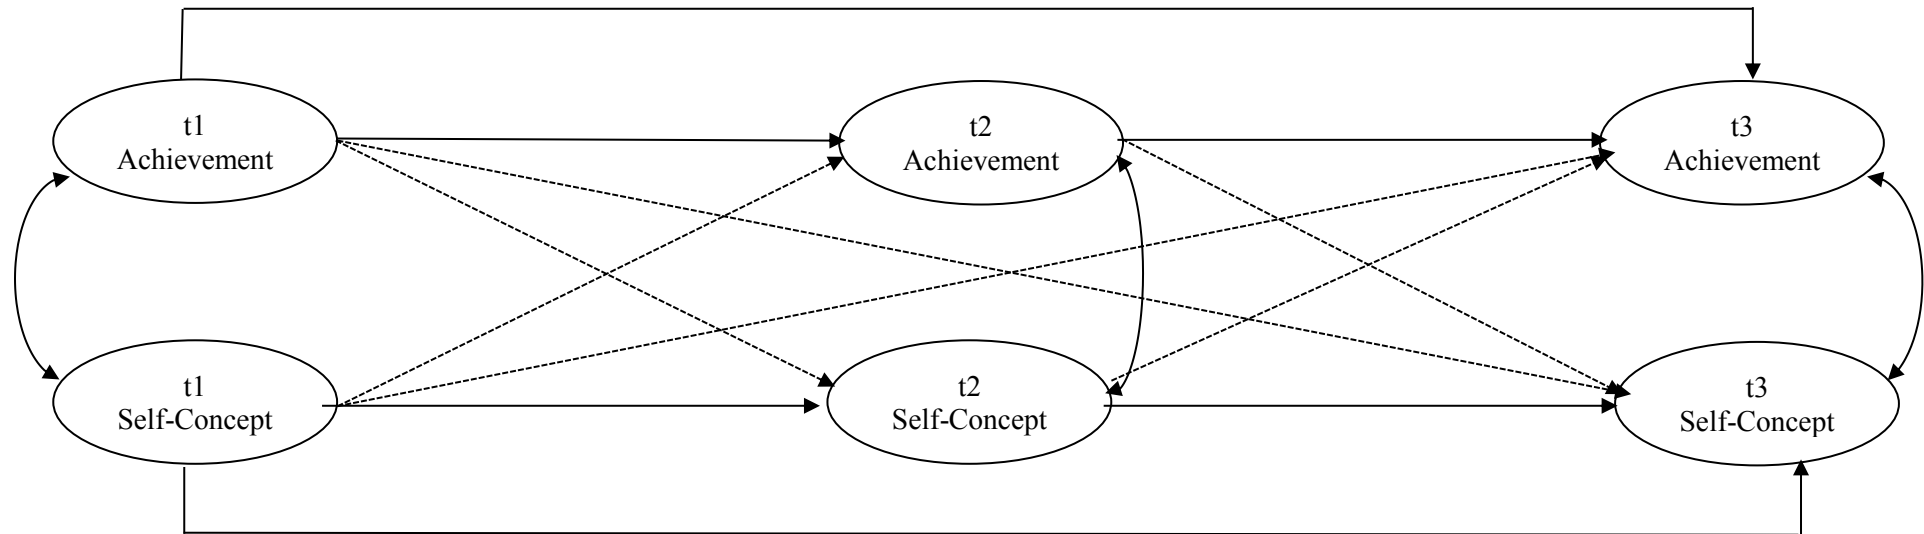 t1
Achievement
t2
Achievement
t3
Achievement
t1
Self-Concept
t2
Self-Concept
t3
Self-Concept